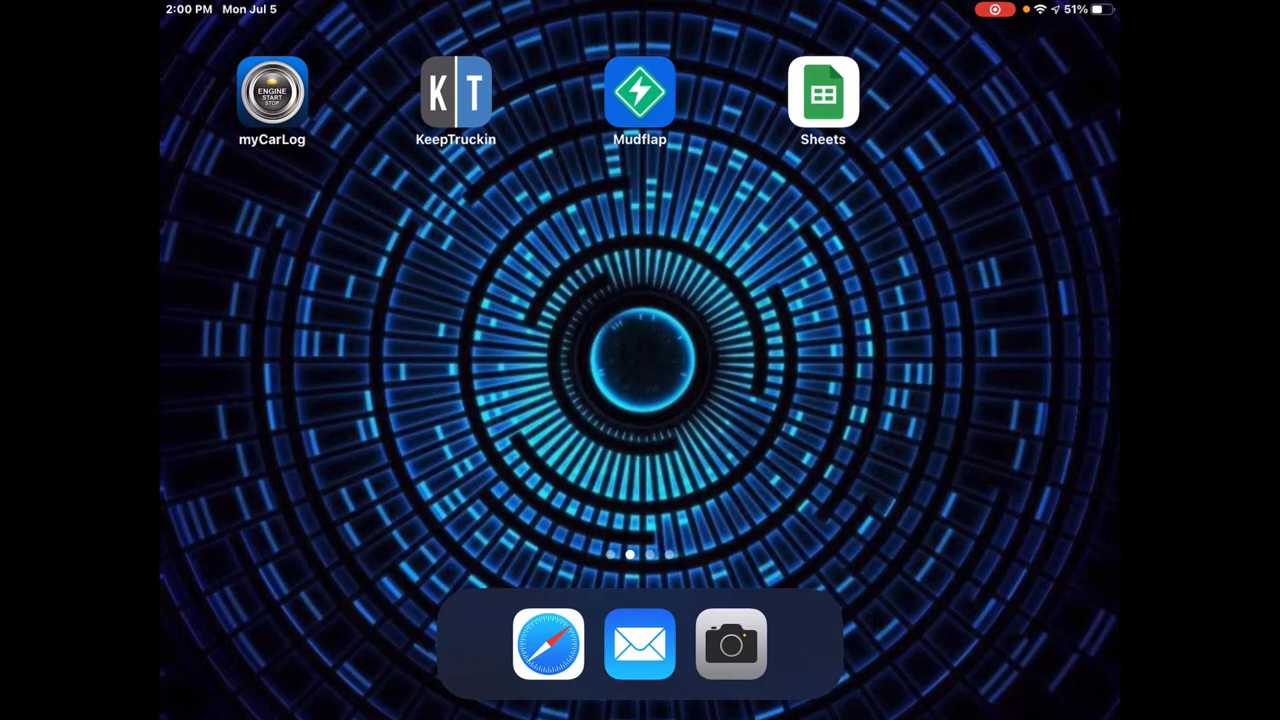 2:00 PM Mon Jul 5
51%
ENGINE
START
STOP
K T
myCarLog
KeepTruckin
Mudflap
Sheets